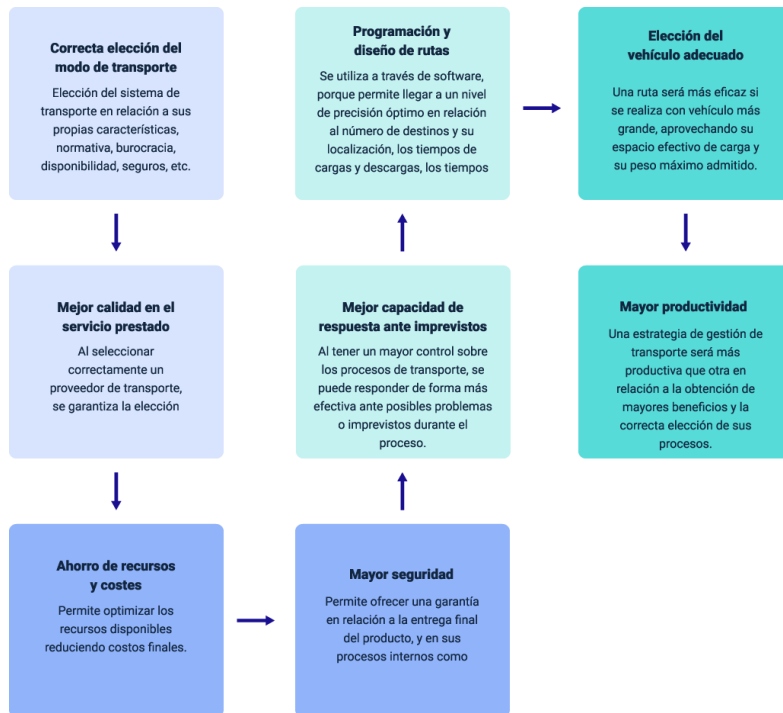 Correcta elección del
modo de transporte
Elección del sistema de
transporte en relación a sus
propias características,
normativa, burocracia,
disponibilidad, seguros, etc.
Mejor calidad en el
servicio prestado
Al seleccionar
correctamente un
proveedor de transporte,
se garantiza la elección
Ahorro de recursos
y costes
Permite optimizar los
recursos disponibles
reduciendo costos finales.
Mayor seguridad
Permite ofrecer una garantía
en relación a la entrega final
del producto, y en sus
procesos internos como
Mejor capacidad de
respuesta ante imprevistos
Al tener un mayor control sobre
los procesos de transporte, se
puede responder de forma más
efectiva ante posibles problemas
o imprevistos durante el
proceso.
Programación y
diseño de rutas
Se utiliza a través de software,
porque permite llegar a un nivel
de precisión óptimo en relación
al número de destinos y su
localización, los tiempos de
cargas y descargas, los tiempos
Elección del
vehículo adecuado
Una ruta será más eficaz si
se realiza con vehículo más
grande, aprovechando su
espacio efectivo de carga y
su peso máximo admitido.
Mayor productividad
Una estrategia de gestión de
transporte será más
productiva que otra en
relación a la obtención de
mayores beneficios y la
correcta elección de sus
procesos.